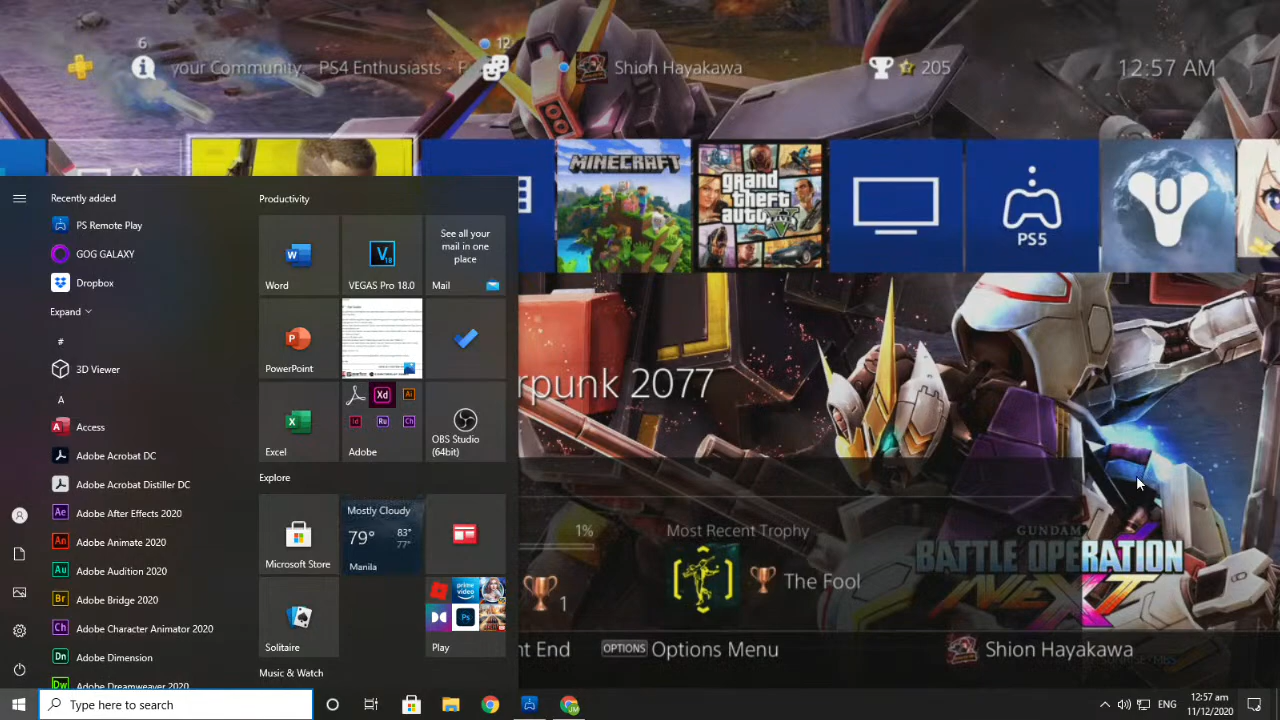 6
your Community. PS4 Enthusiasts - F
12
Shion Hayakawa
205
12:57 AM
MINECRAFT
grand
theft
auto
V
PS5
rpunk 2077
1%
Most Recent Trophy
1
The Fool
GUNDAM
BATTLE OPERATION
NEXT
nt End
OPTIONS
Options Menu
Shion Hayakawa
Recently added
PS Remote Play
GOG GALAXY
Dropbox
Expand
#
3D Viewer
A
Access
Adobe Acrobat DC
Adobe Acrobat Distiller DC
Adobe After Effects 2020
Adobe Animate 2020
Adobe Audition 2020
Adobe Bridge 2020
Adobe Character Animator 2020
Adobe Dimension
Adobe Dreamweaver 2020
Productivity
Word
VEGAS Pro 18.0
See all your
mail in one
place
Mail
PowerPoint
Excel
Adobe
OBS Studio
(64bit)
Explore
Microsoft Store
Mostly Cloudy
79°
83°
77°
Manila
Solitaire
prime
video
Ps
Play
Music & Watch
Type here to search
ENG
12:57 am
11/12/2020